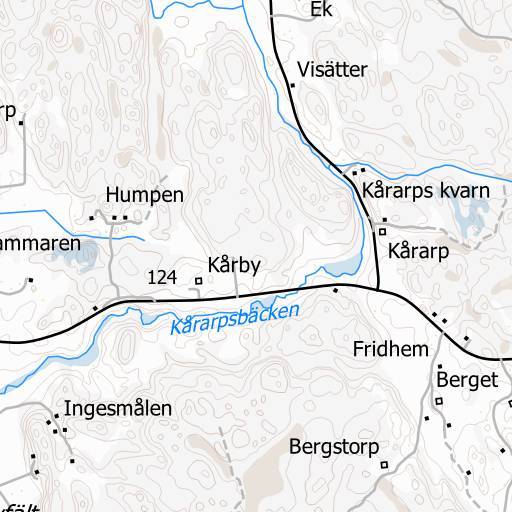 Ek
Visätter
Humpen
Kårarps kvarn
Kårarp
124
Kårby
Kårarpsbäcken
Fridhem
Berget
Ingesmålen
Bergstorp